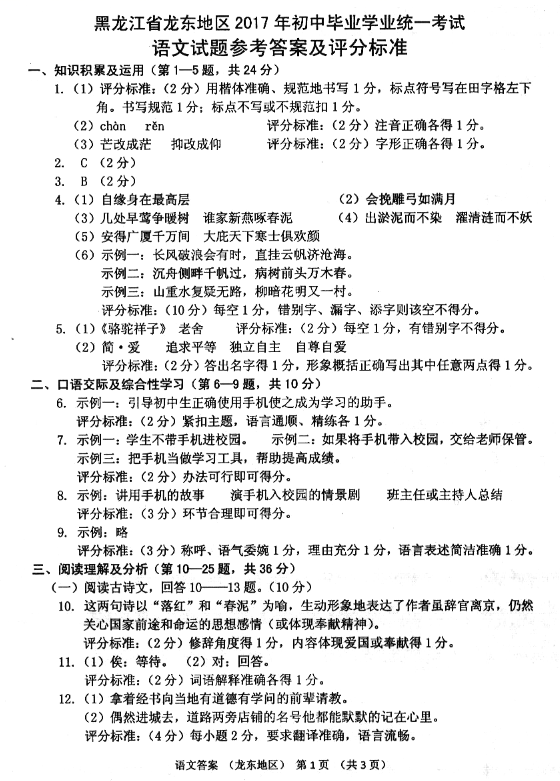 黑龙江省龙东地区2017年初中毕业学业统一考试
语文试题参考答案及评分标准
一、知识积累及运用（第1—5题，共24分）
1.（1）评分标准：（2分）用楷体准确、规范地书写1分，标点符号写在田字格左下
角。书写规范1分；标点不写或不规范扣1分。
（2）chàn rěn 评分标准：（2分）注音正确各得1分。
（3）芒改成茫 抑改成仰 评分标准：（2分）字形正确各得1分。
2. C（2分）
3. B（2分）
4.（1）自缘身在最高层 （2）会挽雕弓如满月
（3）几处早莺争暖树 谁家新燕啄春泥 （4）出淤泥而不染 濯清涟而不妖
（5）安得广厦千万间 大庇天下寒士俱欢颜
（6）示例一：长风破浪会有时，直挂云帆济沧海。
示例二：沉舟侧畔千帆过，病树前头万木春。
示例三：山重水复疑无路，柳暗花明又一村。
评分标准：（10分）每空1分，错别字、漏字、添字则该空不得分。
5.（1）《骆驼祥子》 老舍 评分标准：（2分）每空1分，有错别字不得分。
（2）简·爱 追求平等 独立自主 自尊自爱
评分标准：（2分）答出名字得1分，形象概括正确写出其中任意两点得1分。
二、口语交际及综合性学习（第6—9题，共10分）
6. 示例一：引导初中生正确使用手机使之成为学习的助手。
评分标准：（2分）紧扣主题，语言通顺、精练各1分。
7. 示例一：学生不带手机进校园。 示例二：如果将手机带入校园，交给老师保管。
示例三：把手机当做学习工具，帮助提高成绩。
评分标准：（2分）办法可行即可得分。
8. 示例：讲用手机的故事 演手机入校园的情景剧 班主任或主持人总结
评分标准：（3分）环节合理即可得分。
9. 示例：略
评分标准：（3分）称呼、语气委婉1分，理由充分1分，语言表述简洁准确1分。
三、阅读理解及分析（第10—25题，共36分）
（一）阅读古诗文，回答10——13题。（10分）
10. 这两句诗以“落红”和“春泥”为喻，生动形象地表达了作者虽辞官离京，仍然
关心国家前途和命运的思想感情（或体现奉献精神）。
评分标准：（2分）修辞角度得1分，内容体现爱国或奉献得1分。
11.（1）俟：等待。（2）对：回答。
评分标准：（2分）词语解释准确各得1分。
12.（1）拿着经书向当地有道德有学问的前辈请教。
（2）偶然进城去，道路两旁店铺的名号他都能默默的记在心里。
评分标准：（4分）每小题2分，要求翻译准确，语言流畅。
语文答案 （龙东地区） 第1页 （共3页）